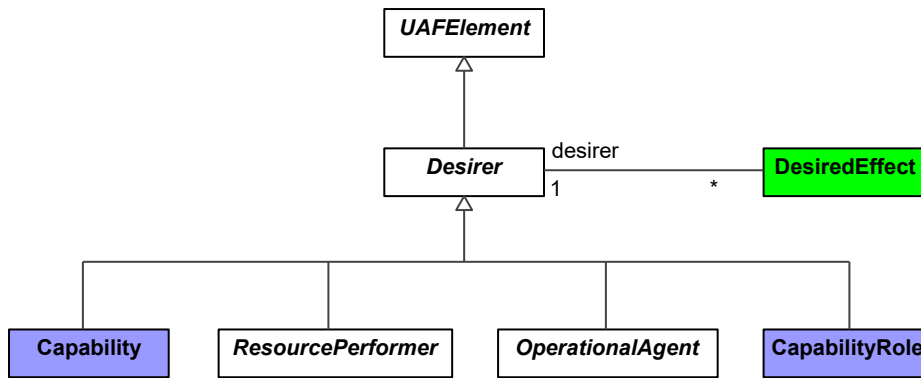 UAFElement
desirer
Desirer
DesiredEffect
1
*
Capability
ResourcePerformer
OperationalAgent
CapabilityRole